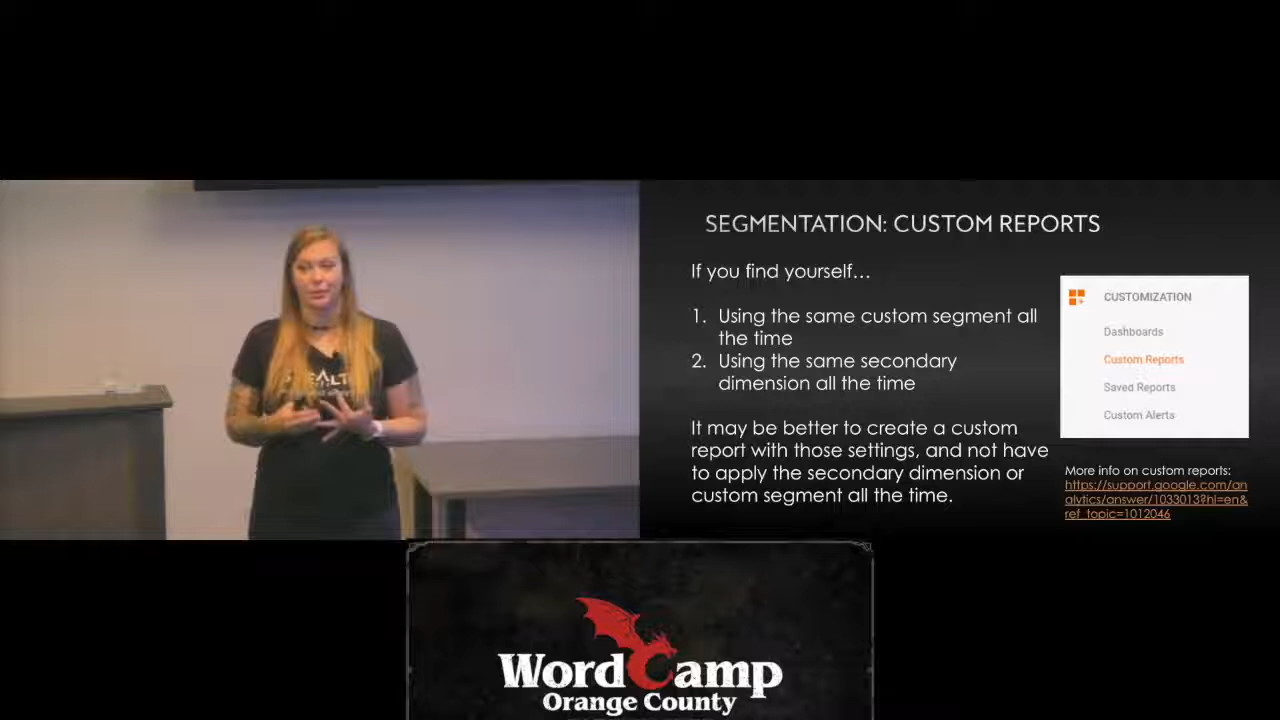 SEGMENTATION: CUSTOM REPORTS
If you find yourself...
1. Using the same custom segment all
the time
2. Using the same secondary
dimension all the time
It may be better to create a custom
report with those settings, and not have
to apply the secondary dimension or
custom segment all the time.
CUSTOMIZATION
Dashboards
Custom Reports
Saved Reports
Custom Alerts
More info on custom reports:
https://support.google.com/an
alytics/answer/1033013?hl=en&
ref_topic=1012046
WordCamp
Orange County